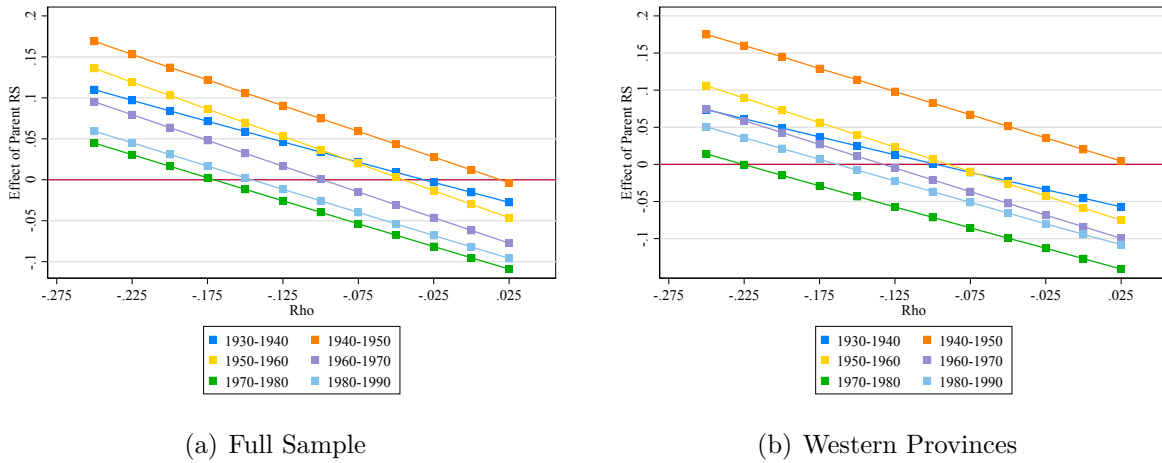 Effect of Parent RS
.2
.15
.1
.05
0
-.05
-.1
-.275 -.225 -.175 -.125 -.075 -.025 .025
Rho
1930-1940 1940-1950
1950-1960 1960-1970
1970-1980 1980-1990
(a) Full Sample
Effect of Parent RS
.2
.15
.1
.05
0
-.05
-.1
-.275 -.225 -.175 -.125 -.075 -.025 .025
Rho
1930-1940 1940-1950
1950-1960 1960-1970
1970-1980 1980-1990
(b) Western Provinces